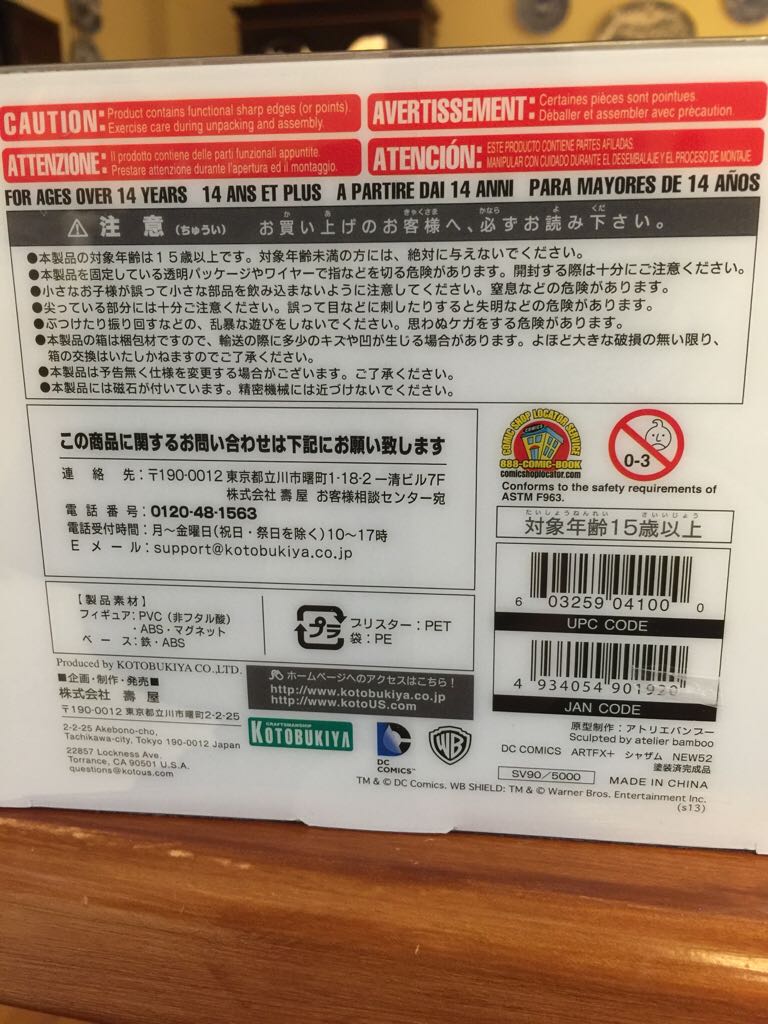 CAUTION: Product contains functional sharp edges (or points).
Exercise care during unpacking and assembly.
AVERTISSEMENT: Certaines pièces sont pointues.
Déballer et assembler avec précaution
ATTENZIONE: Il prodotto contiene delle parti funzionali appuntite.
Prestare attenzione durante l'apertura ed il montaggio.
ATENCIÓN: ESTE PRODUCTO CONTIENE PARTES AFILADAS.
MANIPULAR CON CUIDADO DURANTE EL DESEMBALAJE Y EL PROCESO DE MONTAJE
FOR AGES OVER 14 YEARS 14 ANS ET PLUS A PARTIRE DAI 14 ANNI PARA MAYORES DE 14 AÑOS
⚠ 注意(ちゅうい) お買い上げのお客様へ、必ずお読み下さい。
●本製品の対象年齢は15歳以上です。対象年齢未満の方には、絶対に与えないでください。
●本製品を固定している透明パッケージやワイヤーで指などを切る危険があります。開封する際は十分にご注意ください。
●小さなお子様が誤って小さな部品を飲み込まないように注意してください。窒息などの危険があります。
●尖っている部分には十分ご注意ください。誤って目などに刺したりすると失明などの危険があります。
●ぶつけたり振り回すなどの、乱暴な遊びをしないでください。思わぬケガをする危険があります。
●本製品の箱は梱包材ですので、輸送の際に多少のキズや凹が生じる場合があります。よほど大きな破損の無い限り、
箱の交換はいたしかねますのでご了承ください。
●本製品は予告無く仕様を変更する場合がございます。ご了承ください。
●本製品には磁石が付いています。精密機械には近づけないでください。
この商品に関するお問い合わせは下記にお願い致します
連絡先:〒190-0012 東京都立川市曙町1-18-2 一清ビル7F
株式会社 壽屋 お客様相談センター宛
電話番号:0120-48-1563
電話受付時間:月〜金曜日(祝日・祭日を除く)10〜17時
Eメール:support@kotobukiya.co.jp
COMIC SHOP LOCATOR SERVICE
COMICS
888-COMIC-BOOK
comicshoplocator.com
0-3
Conforms to the safety requirements of
ASTM F963.
たいしょうねんれい さいいじょう
対象年齢15歳以上
6 03259 04100 0
UPC CODE
4 934054 901920
JAN CODE
【製品素材】
フィギュア:PVC(非フタル酸)
・ABS・マグネット
ベース:鉄・ABS
プラ
ブリスター:PET
袋:PE
Produced by KOTOBUKIYA CO.,LTD.
■企画・制作・発売■
株式会社 壽屋
〒190-0012 東京都立川市曙町2-2-25
2-2-25 Akebono-cho,
Tachikawa-city, Tokyo 190-0012 Japan
22857 Lockness Ave
Torrance, CA 90501 U.S.A.
questions@kotous.com
ホームページへのアクセスはこちら!
http://www.kotobukiya.co.jp
http://www.kotoUS.com
CRAFTSMANSHIP
KOTOBUKIYA
DC COMICS™
WB
原型制作:アトリエバンブー
Sculpted by atelier bamboo
DC COMICS ARTFX+ シャザム NEW52
塗装済完成品
SV90/5000
MADE IN CHINA
TM & © DC Comics. WB SHIELD: TM & © Warner Bros. Entertainment Inc.
(s13)